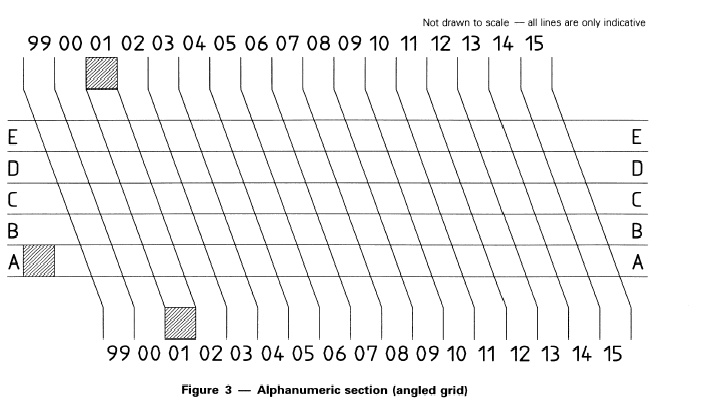 Not drawn to scale — all lines are only indicative
99 00 01 02 03 04 05 06 07 08 09 10 11 12 13 14 15
E E
D D
C C
B B
A A
99 00 01 02 03 04 05 06 07 08 09 10 11 12 13 14 15
Figure 3 — Alphanumeric section (angled grid)